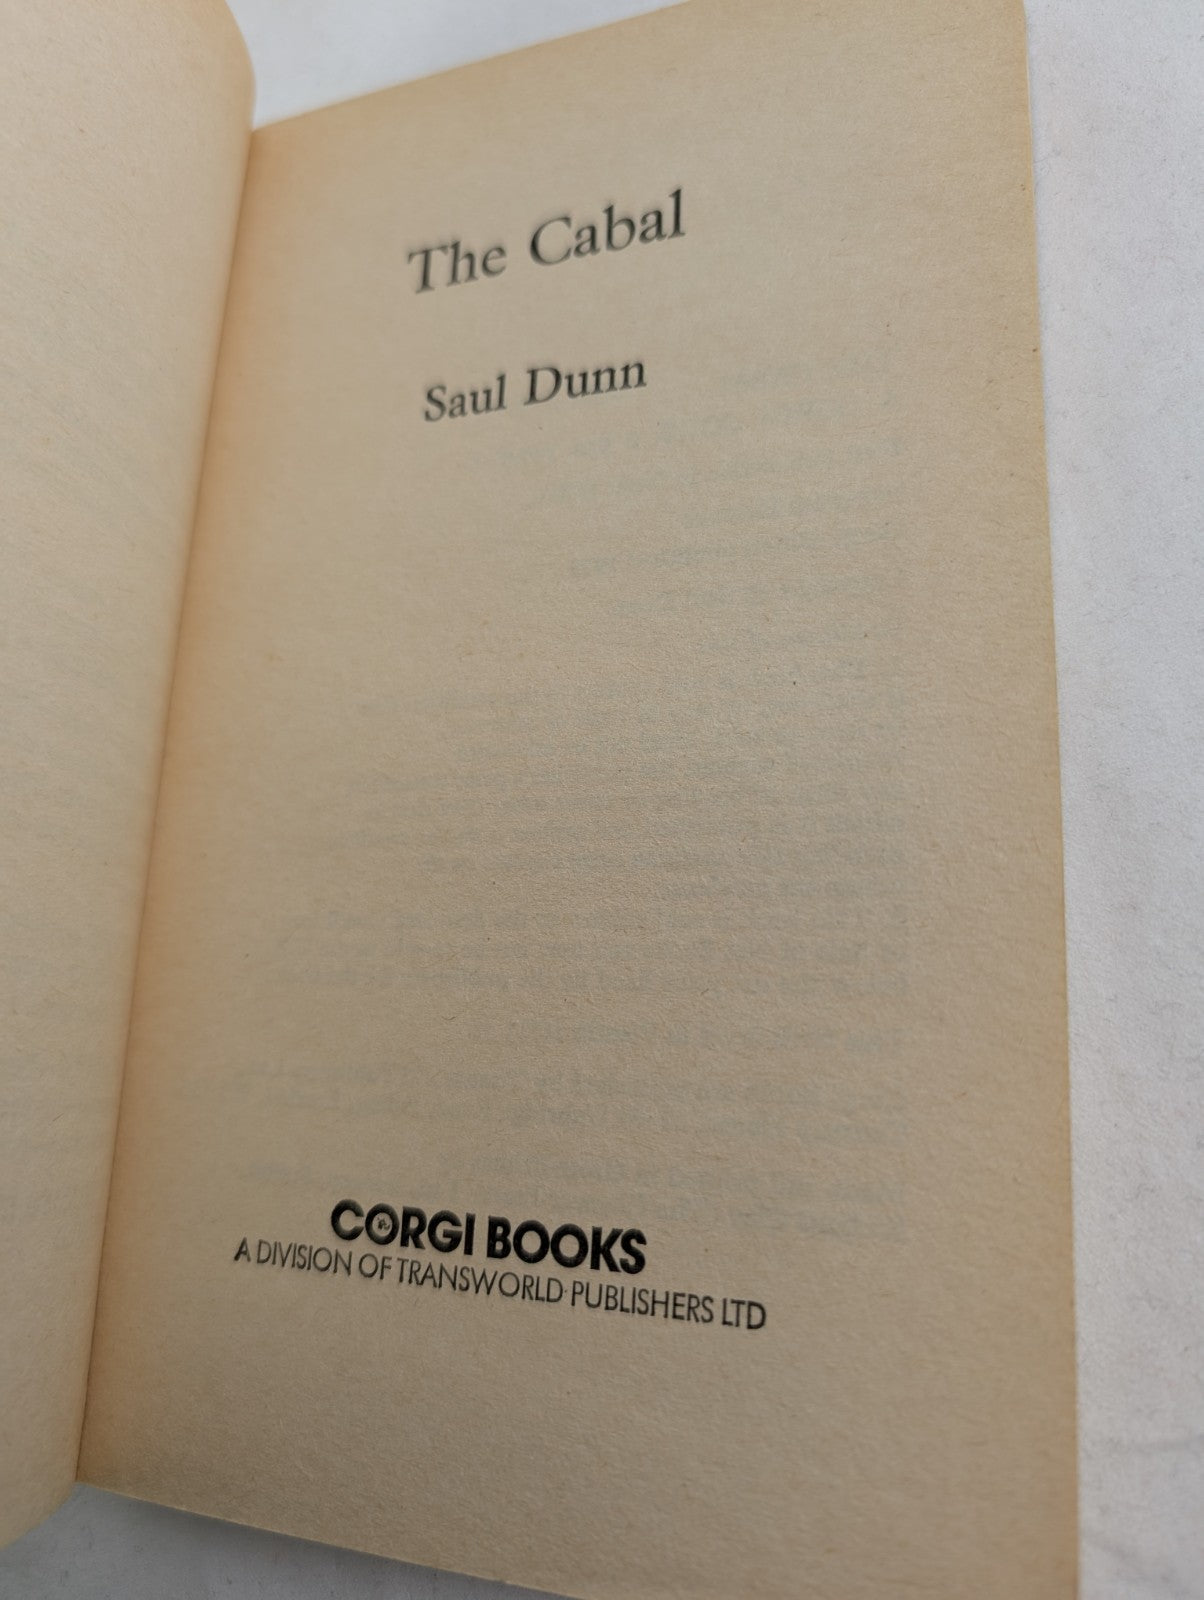 The Cabal
Saul Dunn
CORGI BOOKS
A DIVISION OF TRANSWORLD PUBLISHERS LTD